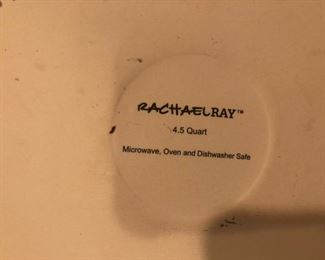 RACHAELRAY™
4.5 Quart
Microwave, Oven and Dishwasher Safe